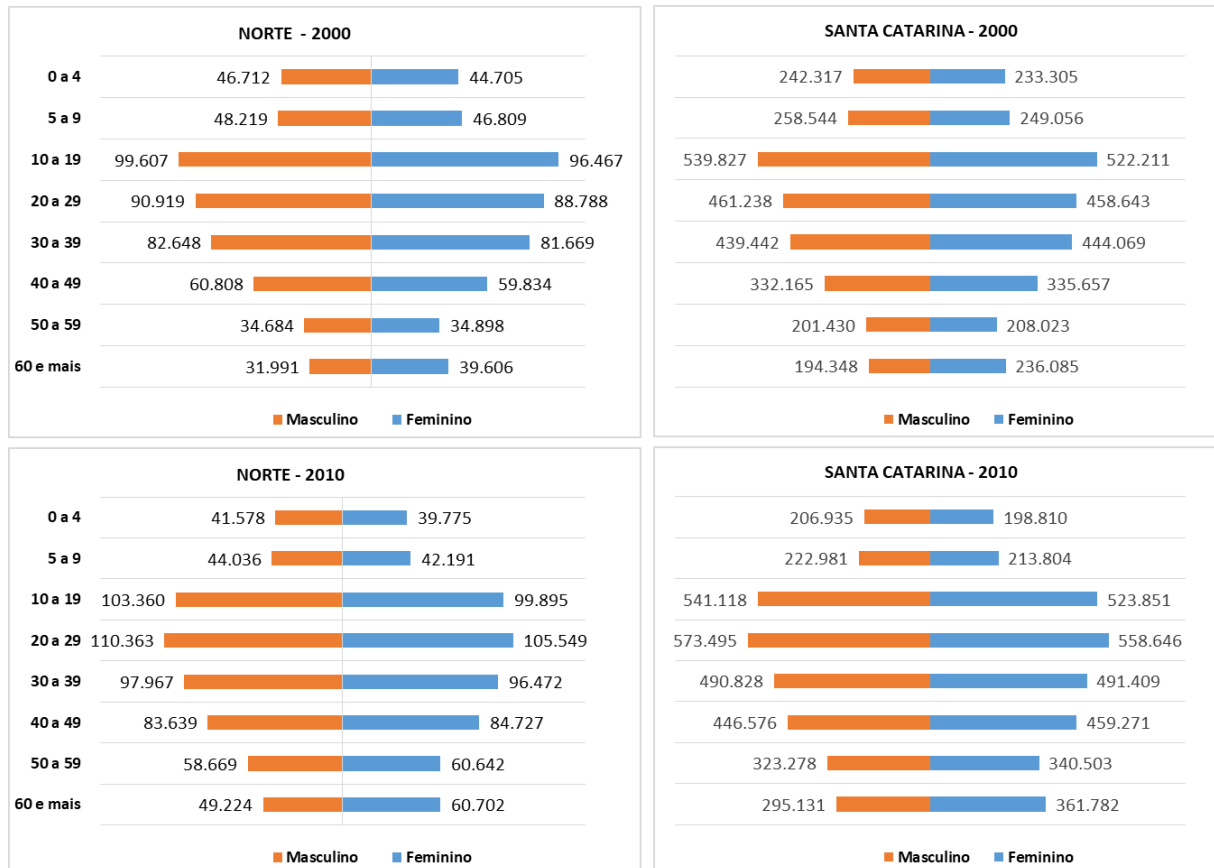 NORTE - 2000
0 a 4 46.712 44.705
5 a 9 48.219 46.809
10 a 19 99.607 96.467
20 a 29 90.919 88.788
30 a 39 82.648 81.669
40 a 49 60.808 59.834
50 a 59 34.684 34.898
60 e mais 31.991 39.606
Masculino Feminino
SANTA CATARINA - 2000
242.317 233.305
258.544 249.056
539.827 522.211
461.238 458.643
439.442 444.069
332.165 335.657
201.430 208.023
194.348 236.085
Masculino Feminino
NORTE - 2010
0 a 4 41.578 39.775
5 a 9 44.036 42.191
10 a 19 103.360 99.895
20 a 29 110.363 105.549
30 a 39 97.967 96.472
40 a 49 83.639 84.727
50 a 59 58.669 60.642
60 e mais 49.224 60.702
Masculino Feminino
SANTA CATARINA - 2010
206.935 198.810
222.981 213.804
541.118 523.851
573.495 558.646
490.828 491.409
446.576 459.271
323.278 340.503
295.131 361.782
Masculino Feminino